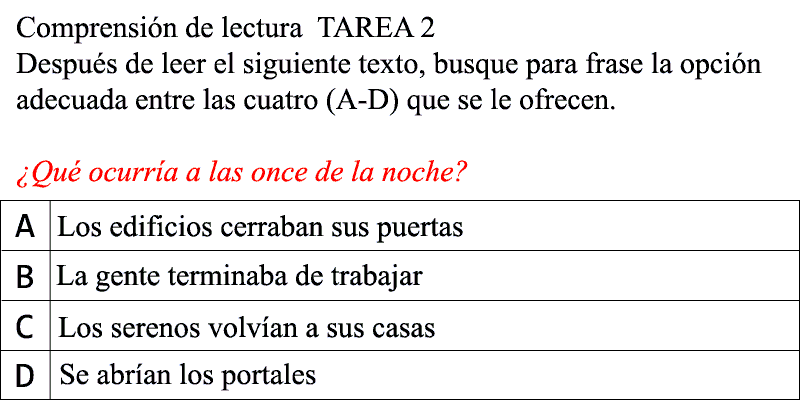 Comprensión de lectura  TAREA 2
Después de leer el siguiente texto, busque para frase la opción
adecuada entre las cuatro (A-D) que se le ofrecen.
¿Qué ocurría a las once de la noche?
A Los edificios cerraban sus puertas
B La gente terminaba de trabajar
C Los serenos volvían a sus casas
D Se abrían los portales